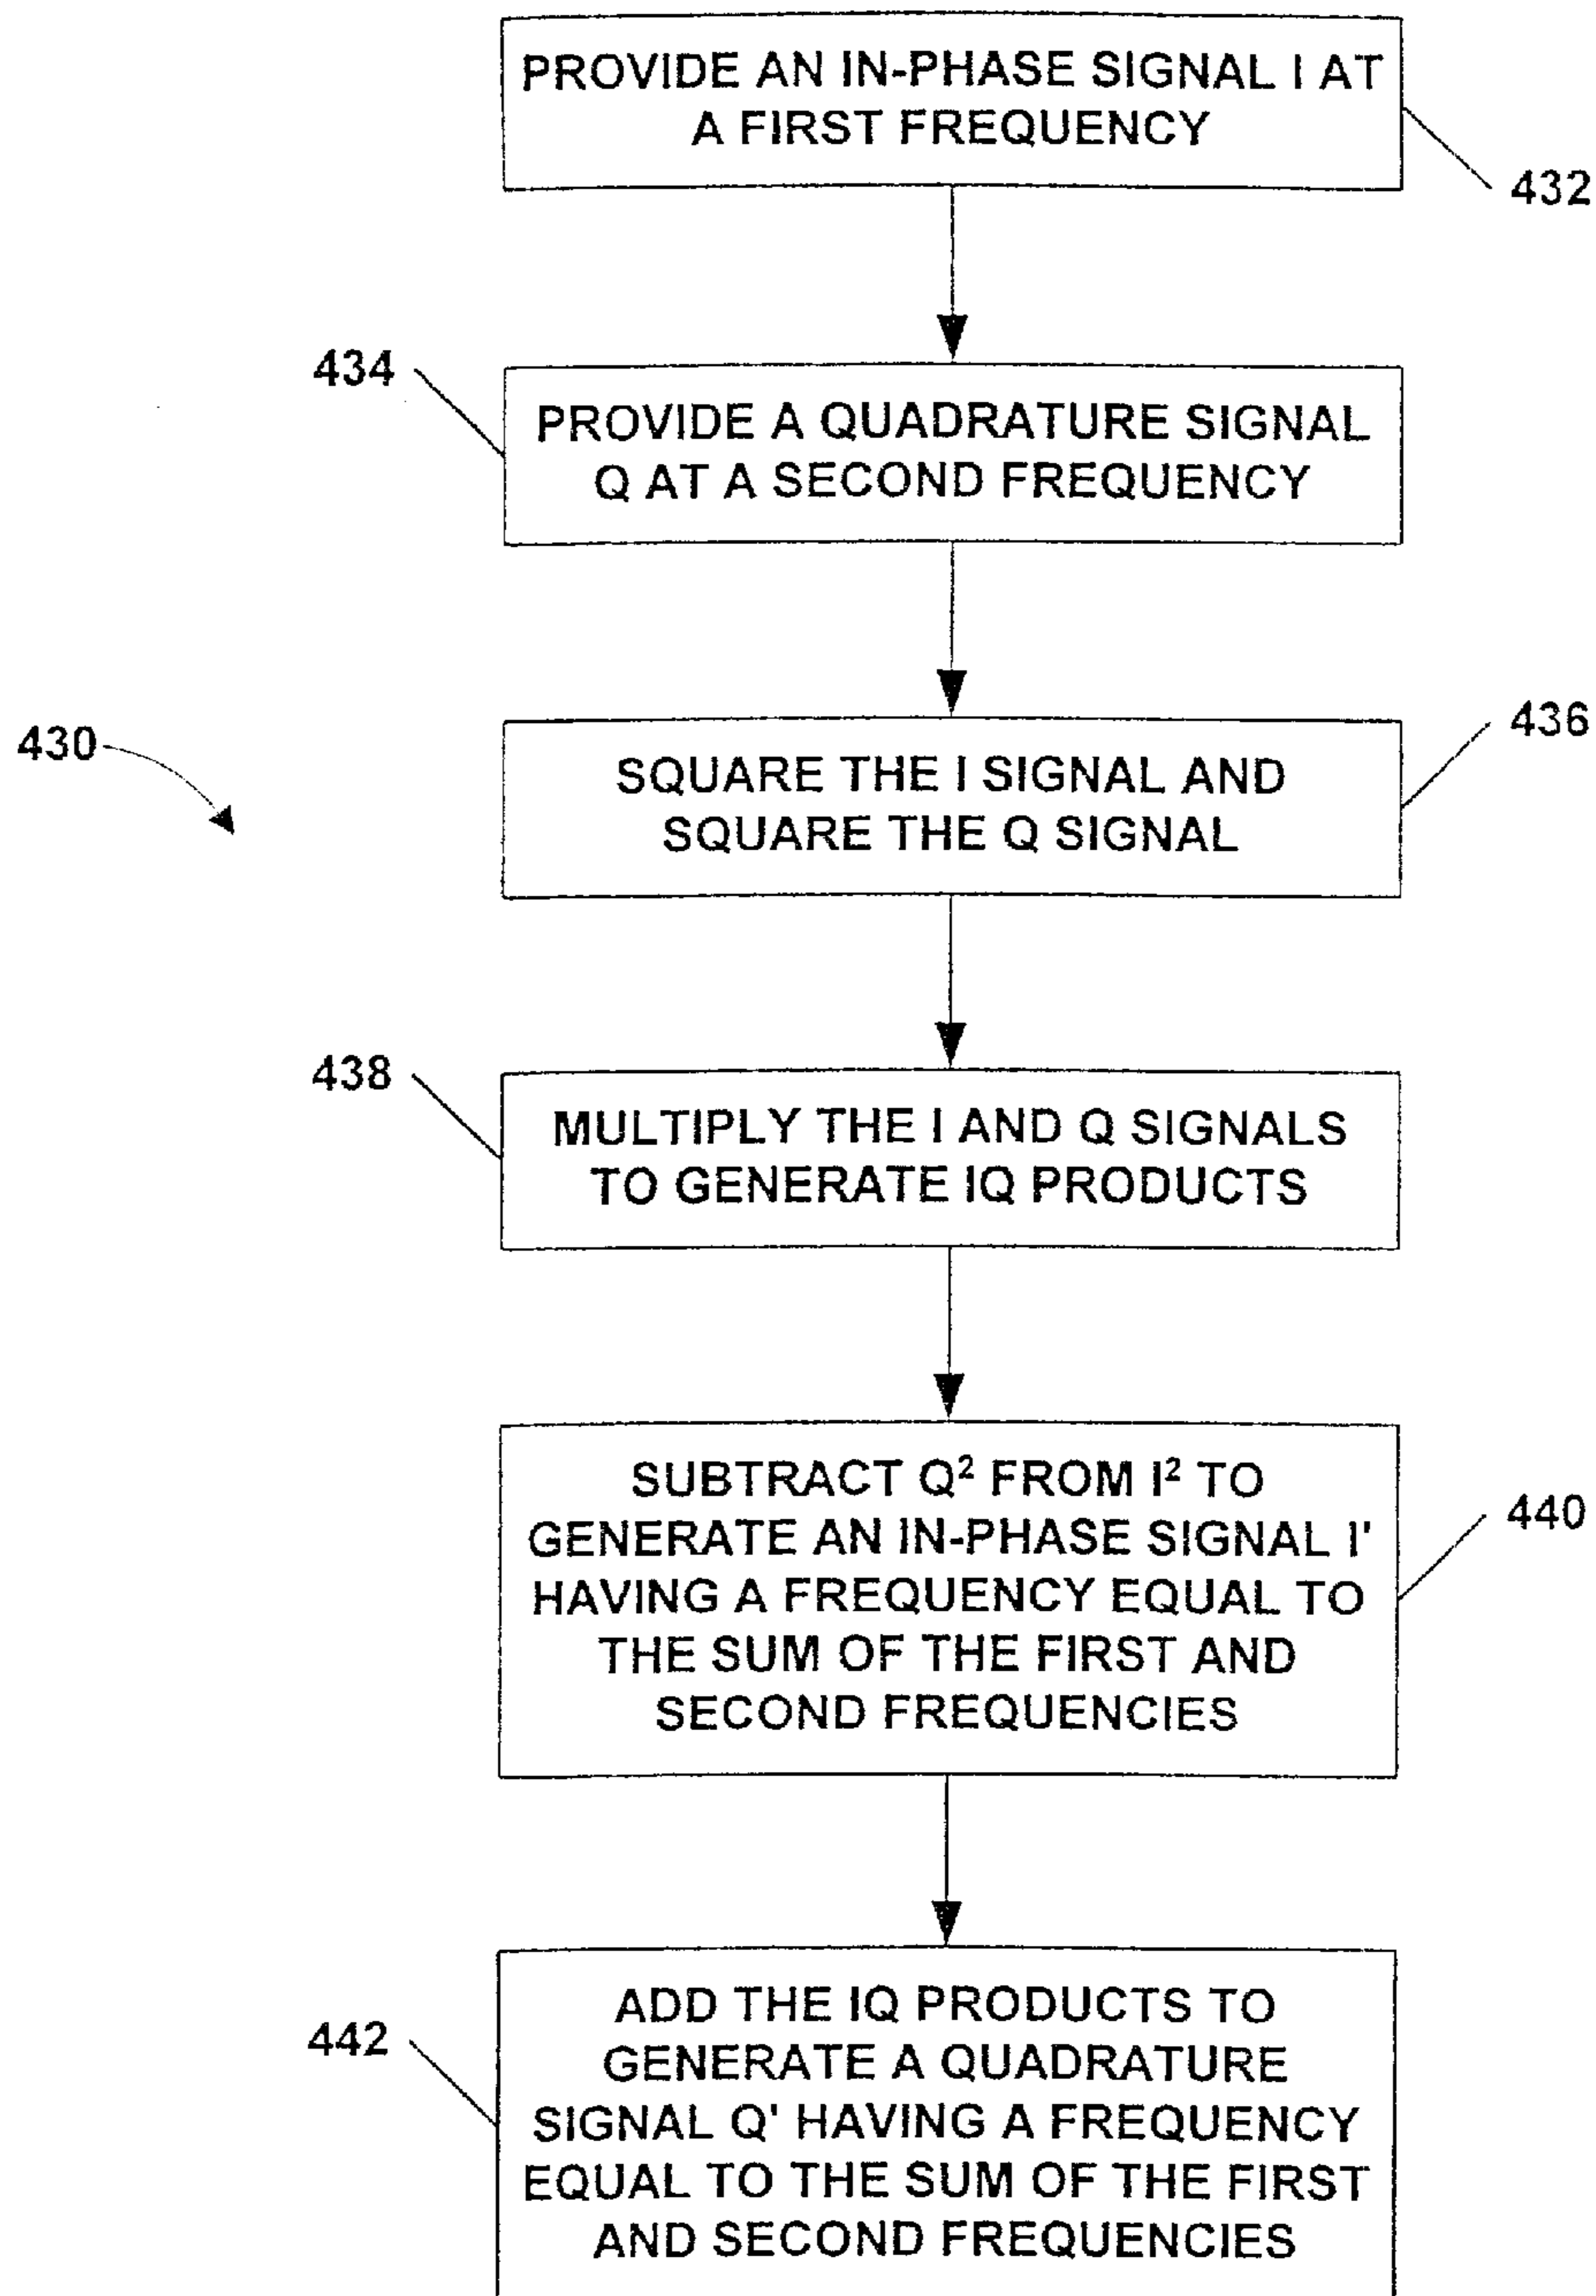 PROVIDE AN IN-PHASE SIGNAL I AT
A FIRST FREQUENCY
432
434
PROVIDE A QUADRATURE SIGNAL
Q AT A SECOND FREQUENCY
430
436
SQUARE THE I SIGNAL AND
SQUARE THE Q SIGNAL
438
MULTIPLY THE I AND Q SIGNALS
TO GENERATE IQ PRODUCTS
SUBTRACT Q² FROM I² TO
GENERATE AN IN-PHASE SIGNAL I'
HAVING A FREQUENCY EQUAL TO
THE SUM OF THE FIRST AND
SECOND FREQUENCIES
440
442
ADD THE IQ PRODUCTS TO
GENERATE A QUADRATURE
SIGNAL Q' HAVING A FREQUENCY
EQUAL TO THE SUM OF THE FIRST
AND SECOND FREQUENCIES